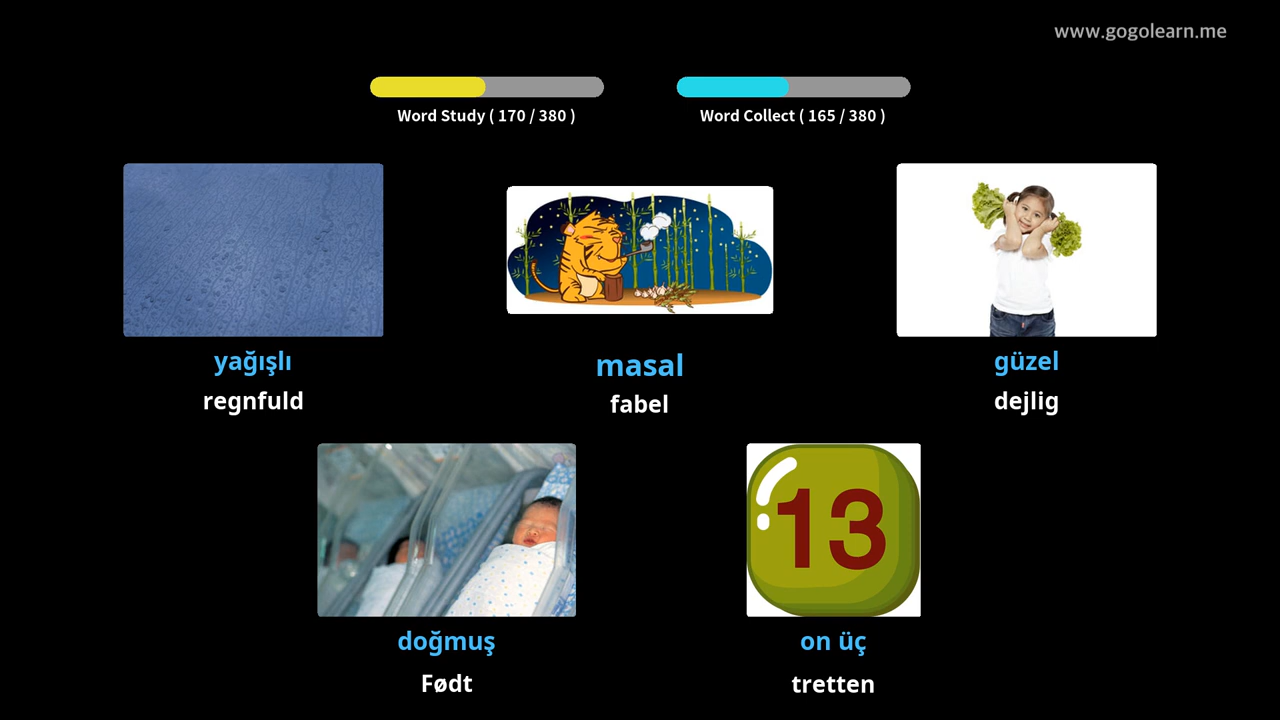 www.gogolearn.me
Word Study ( 170 / 380 )
Word Collect ( 165 / 380 )
yağışlı
regnfuld
masal
fabel
güzel
dejlig
doğmuş
Født
13
on üç
tretten